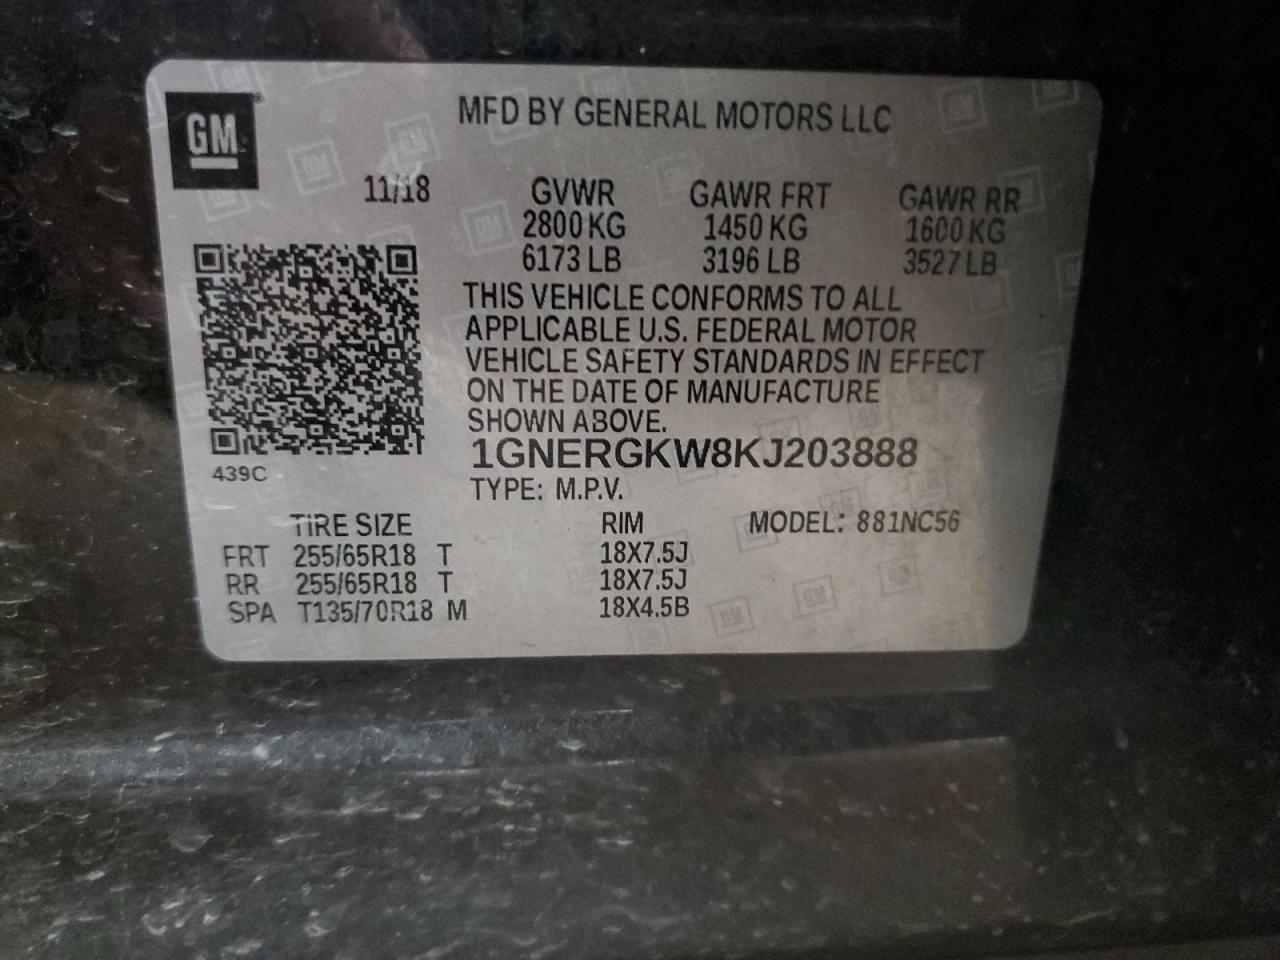 GM
MFD BY GENERAL MOTORS LLC
11/18
GVWR GAWR FRT GAWR RR
2800 KG 1450 KG 1600 KG
6173 LB 3196 LB 3527 LB
THIS VEHICLE CONFORMS TO ALL
APPLICABLE U.S. FEDERAL MOTOR
VEHICLE SAFETY STANDARDS IN EFFECT
ON THE DATE OF MANUFACTURE
SHOWN ABOVE.
1GNERGKW8KJ203888
439C
TYPE: M.P.V.
TIRE SIZE RIM MODEL: 881NC56
FRT 255/65R18 T 18X7.5J
RR 255/65R18 T 18X7.5J
SPA T135/70R18 M 18X4.5B